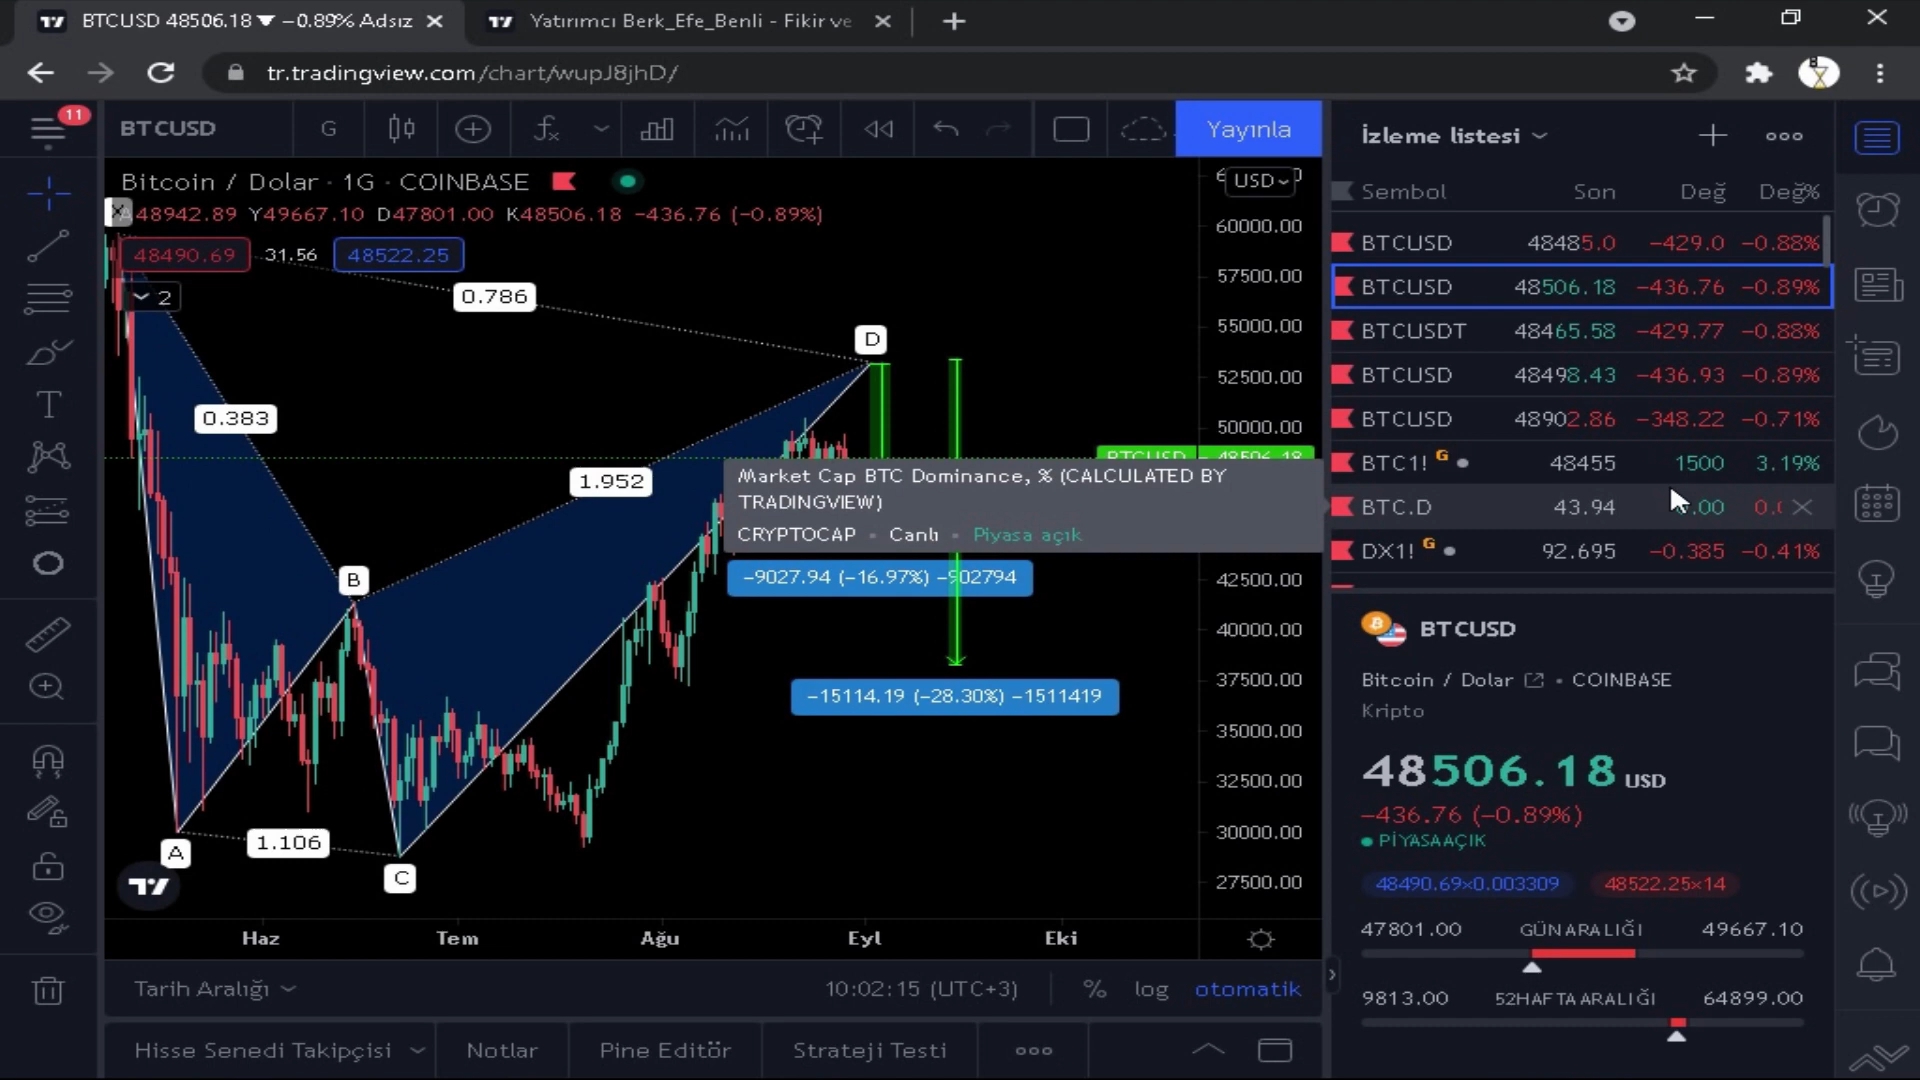 BTCUSD 48506.18 ▼ −0.89% Adsız
Yatırımcı Berk_Efe_Benli - Fikir ve
tr.tradingview.com/chart/wupJ8jhD/
11
BTCUSD
G
Yayınla
İzleme listesi
Bitcoin / Dolar · 1G · COINBASE
USD
Sembol Son Değ Değ%
A48942.89 Y49667.10 D47801.00 K48506.18 −436.76 (−0.89%)
48490.69 31.56 48522.25
2
60000.00
57500.00
55000.00
52500.00
50000.00
42500.00
40000.00
37500.00
35000.00
32500.00
30000.00
27500.00
0.786
D
0.383
1.952
B
1.106
A
C
BTCUSD 48506.18
Market Cap BTC Dominance, % (CALCULATED BY
TRADINGVIEW)
CRYPTOCAP • Canlı • Piyasa açık
−9027.94 (−16.97%) −902794
−15114.19 (−28.30%) −1511419
BTCUSD 48485.0 −429.0 −0.88%
BTCUSD 48506.18 −436.76 −0.89%
BTCUSDT 48465.58 −429.77 −0.88%
BTCUSD 48498.43 −436.93 −0.89%
BTCUSD 48902.86 −348.22 −0.71%
BTC1! G 48455 1500 3.19%
BTC.D 43.94
DX1! G 92.695 −0.385 −0.41%
BTCUSD
Bitcoin / Dolar • COINBASE
Kripto
48506.18 USD
−436.76 (−0.89%)
PİYASA AÇIK
48490.69×0.003309 48522.25×14
47801.00 GÜN ARALIĞI 49667.10
9813.00 52 HAFTA ARALIĞI 64899.00
Haz Tem Ağu Eyl Eki
Tarih Aralığı
10:02:15 (UTC+3)
% log otomatik
Hisse Senedi Takipçisi
Notlar
Pine Editör
Strateji Testi